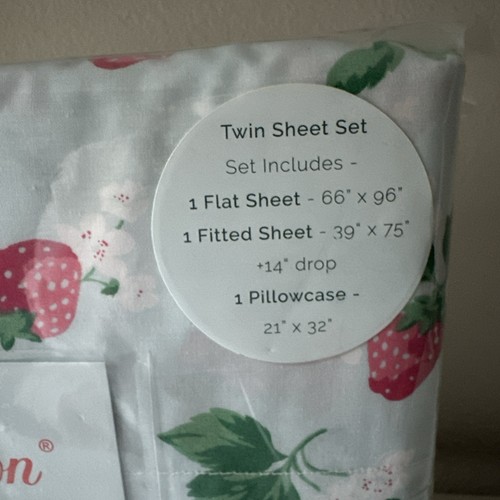 Twin Sheet Set
Set Includes -
1 Flat Sheet - 66" x 96"
1 Fitted Sheet - 39" x 75"
+14" drop
1 Pillowcase -
21" x 32"
on®